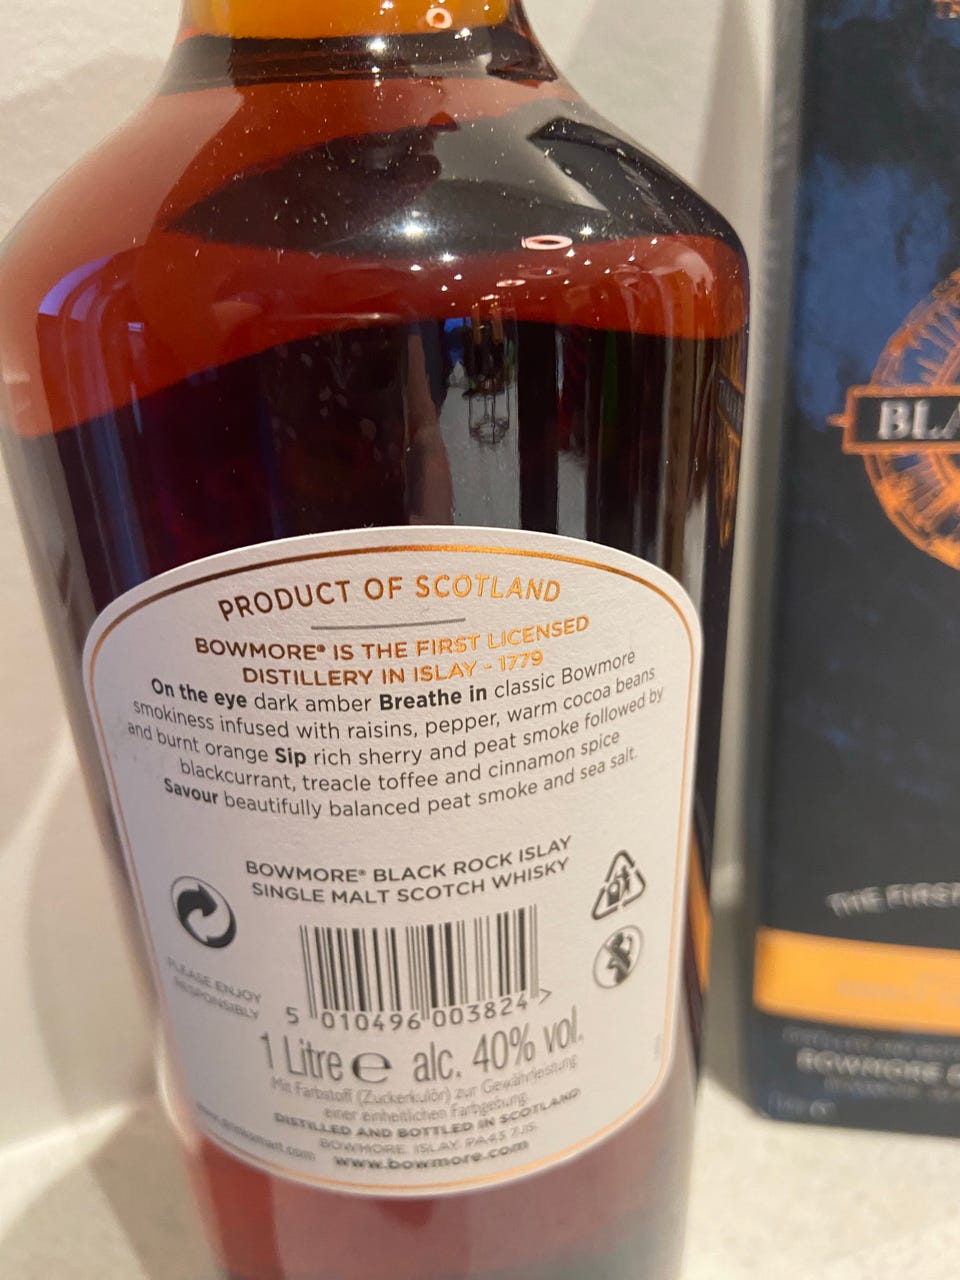 PRODUCT OF SCOTLAND
BOWMORE® IS THE FIRST LICENSED
DISTILLERY IN ISLAY - 1779
On the eye dark amber Breathe in classic Bowmore
smokiness infused with raisins, pepper, warm cocoa beans
and burnt orange Sip rich sherry and peat smoke followed by
blackcurrant, treacle toffee and cinnamon spice
Savour beautifully balanced peat smoke and sea salt.
BOWMORE® BLACK ROCK ISLAY
SINGLE MALT SCOTCH WHISKY
PLEASE ENJOY
RESPONSIBLY
5 010496 003824 >
1 Litre ℮ alc. 40% vol.
Mit Farbstoff (Zuckerkulör) zur Gewährleistung
einer einheitlichen Farbgebung.
DISTILLED AND BOTTLED IN SCOTLAND
BOWMORE, ISLAY, PA43 7JS
www.bowmore.com
BLA
THE FIRS
BOWMORE